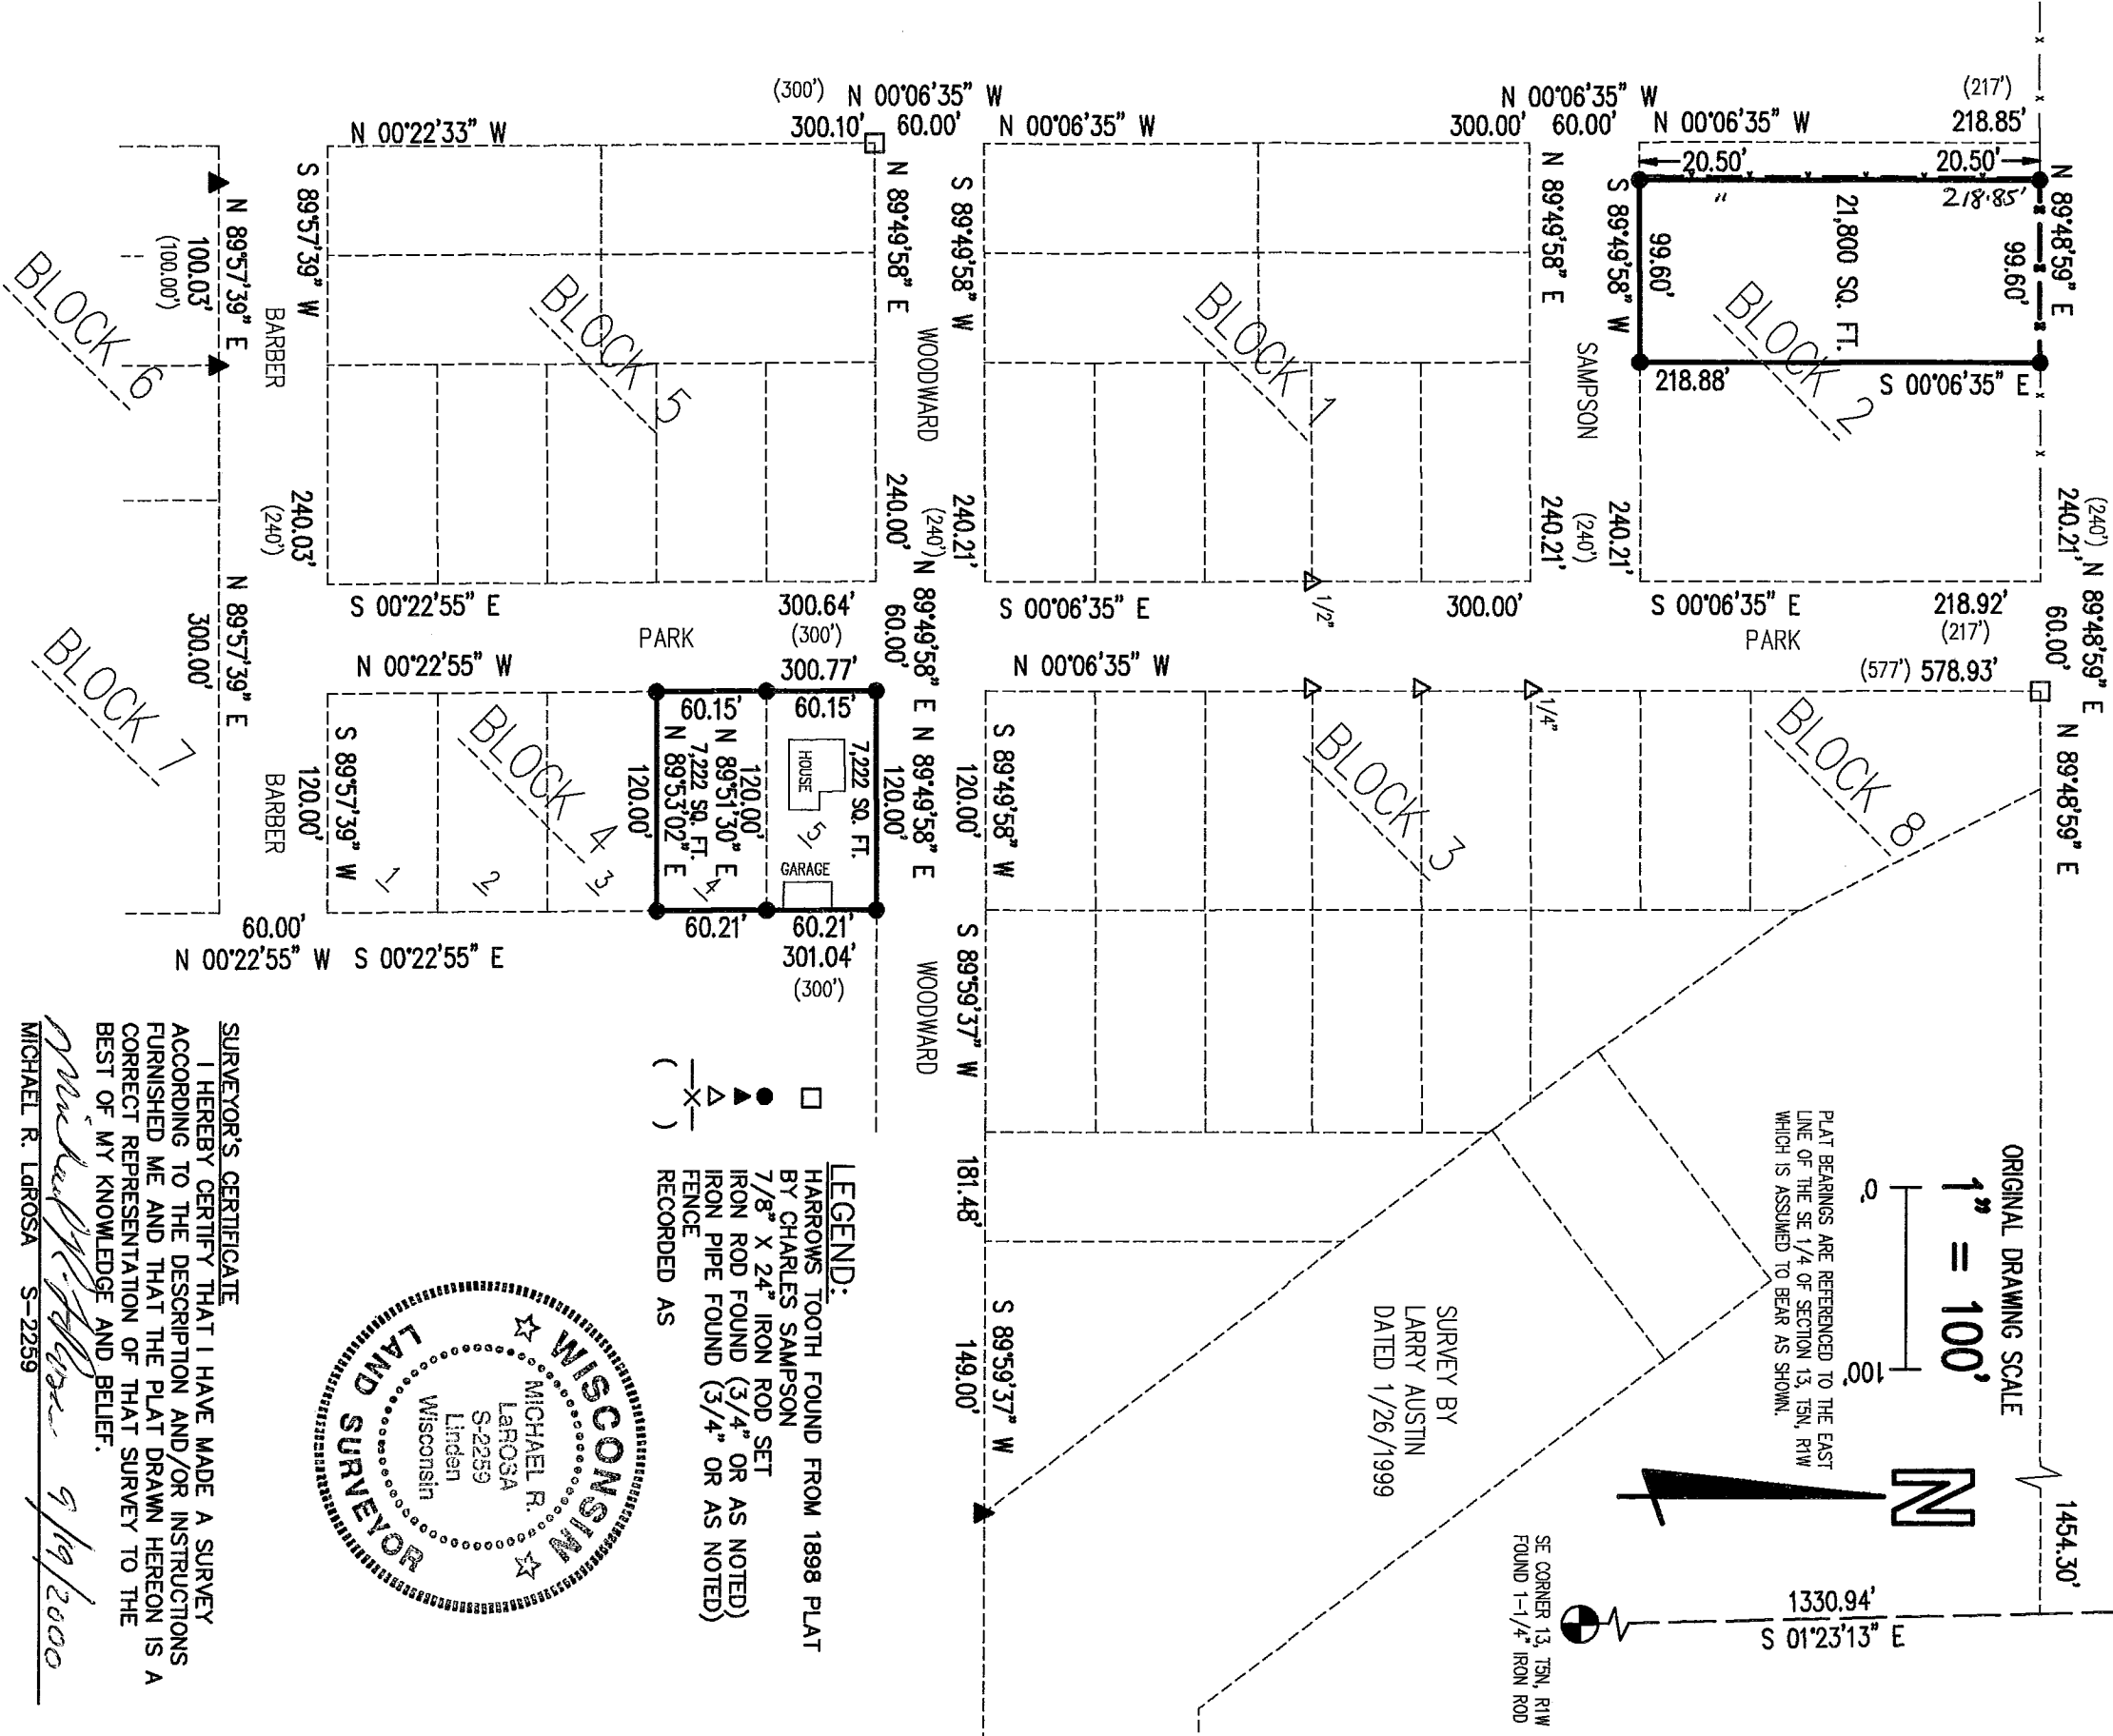 (217')
N 00°06'35" W
218.85'
N 00°06'35" W
60.00'
N 00°06'35" W
300.00'
(300')
N 00°06'35" W
60.00'
N 00°22'33" W
300.10'
20.50'
20.50'
218.85'
"
N 89°48'59" E
99.60'
21,800 SQ. FT.
BLOCK 2
S 89°49'58" W
99.60'
218.88'
S 00°06'35" E
(240')
240.21'
N 89°48'59" E
60.00'
N 89°48'59" E
1454.30'
SAMPSON
N 89°49'58" E
240.21'
(240')
240.21'
BLOCK 1
S 89°49'58" W
240.21'
(240')
WOODWARD
N 89°49'58" E
240.00'
N 89°49'58" E
60.00'
N 89°49'58" E
120.00'
BLOCK 5
S 89°57'39" W
240.03'
(240')
BARBER
N 89°57'39" E
100.03'
(100.00')
BLOCK 6
N 89°57'39" E
300.00'
BLOCK 7
S 00°06'35" E
218.92'
(217')
PARK
(577') 578.93'
S 00°06'35" E
300.00'
1/2"
N 00°06'35" W
1/4"
S 00°22'55" E
300.64'
(300')
PARK
N 00°22'55" W
300.77'
60.15'
60.15'
7,222 SQ. FT.
HOUSE
5
GARAGE
120.00'
N 89°51'30" E
7,222 SQ. FT.
4
N 89°53'02" E
120.00'
60.21'
60.21'
301.04'
(300')
BLOCK 4
3
2
1
S 89°57'39" W
120.00'
BARBER
60.00'
N 00°22'55" W
S 00°22'55" E
BLOCK 8
BLOCK 3
S 89°49'58" W
120.00'
S 89°59'37" W
181.48'
S 89°59'37" W
149.00'
WOODWARD
ORIGINAL DRAWING SCALE
1" = 100'
0'
100'
PLAT BEARINGS ARE REFERENCED TO THE EAST
LINE OF THE SE 1/4 OF SECTION 13, T5N, R1W
WHICH IS ASSUMED TO BEAR AS SHOWN.
N
1330.94'
S 01°23'13" E
SE CORNER 13, T5N, R1W
FOUND 1-1/4" IRON ROD
SURVEY BY
LARRY AUSTIN
DATED 1/26/1999
LEGEND:
HARROWS TOOTH FOUND FROM 1898 PLAT
BY CHARLES SAMPSON
7/8" X 24" IRON ROD SET
IRON ROD FOUND (3/4" OR AS NOTED)
IRON PIPE FOUND (3/4" OR AS NOTED)
FENCE
( ) RECORDED AS
WISCONSIN
MICHAEL R.
LaROSA
S-2259
Linden
Wisconsin
LAND SURVEYOR
SURVEYOR'S CERTIFICATE
I HEREBY CERTIFY THAT I HAVE MADE A SURVEY
ACCORDING TO THE DESCRIPTION AND/OR INSTRUCTIONS
FURNISHED ME AND THAT THE PLAT DRAWN HEREON IS A
CORRECT REPRESENTATION OF THAT SURVEY TO THE
BEST OF MY KNOWLEDGE AND BELIEF.
Michael R. LaRosa 9/19/2000
MICHAEL R. LaROSA S-2259